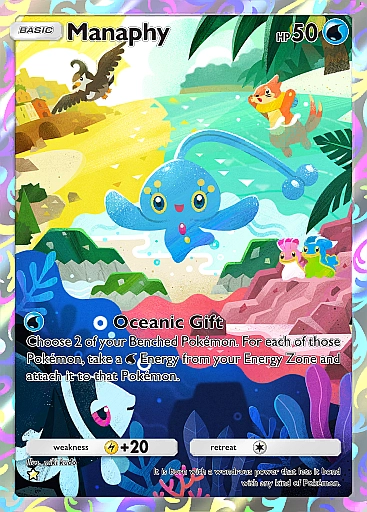 BASIC Manaphy HP 50
Oceanic Gift
Choose 2 of your Benched Pokémon. For each of those
Pokémon, take a Energy from your Energy Zone and
attach it to that Pokémon.
weakness +20 retreat
It is born with a wondrous power that lets it bond
with any kind of Pokémon.